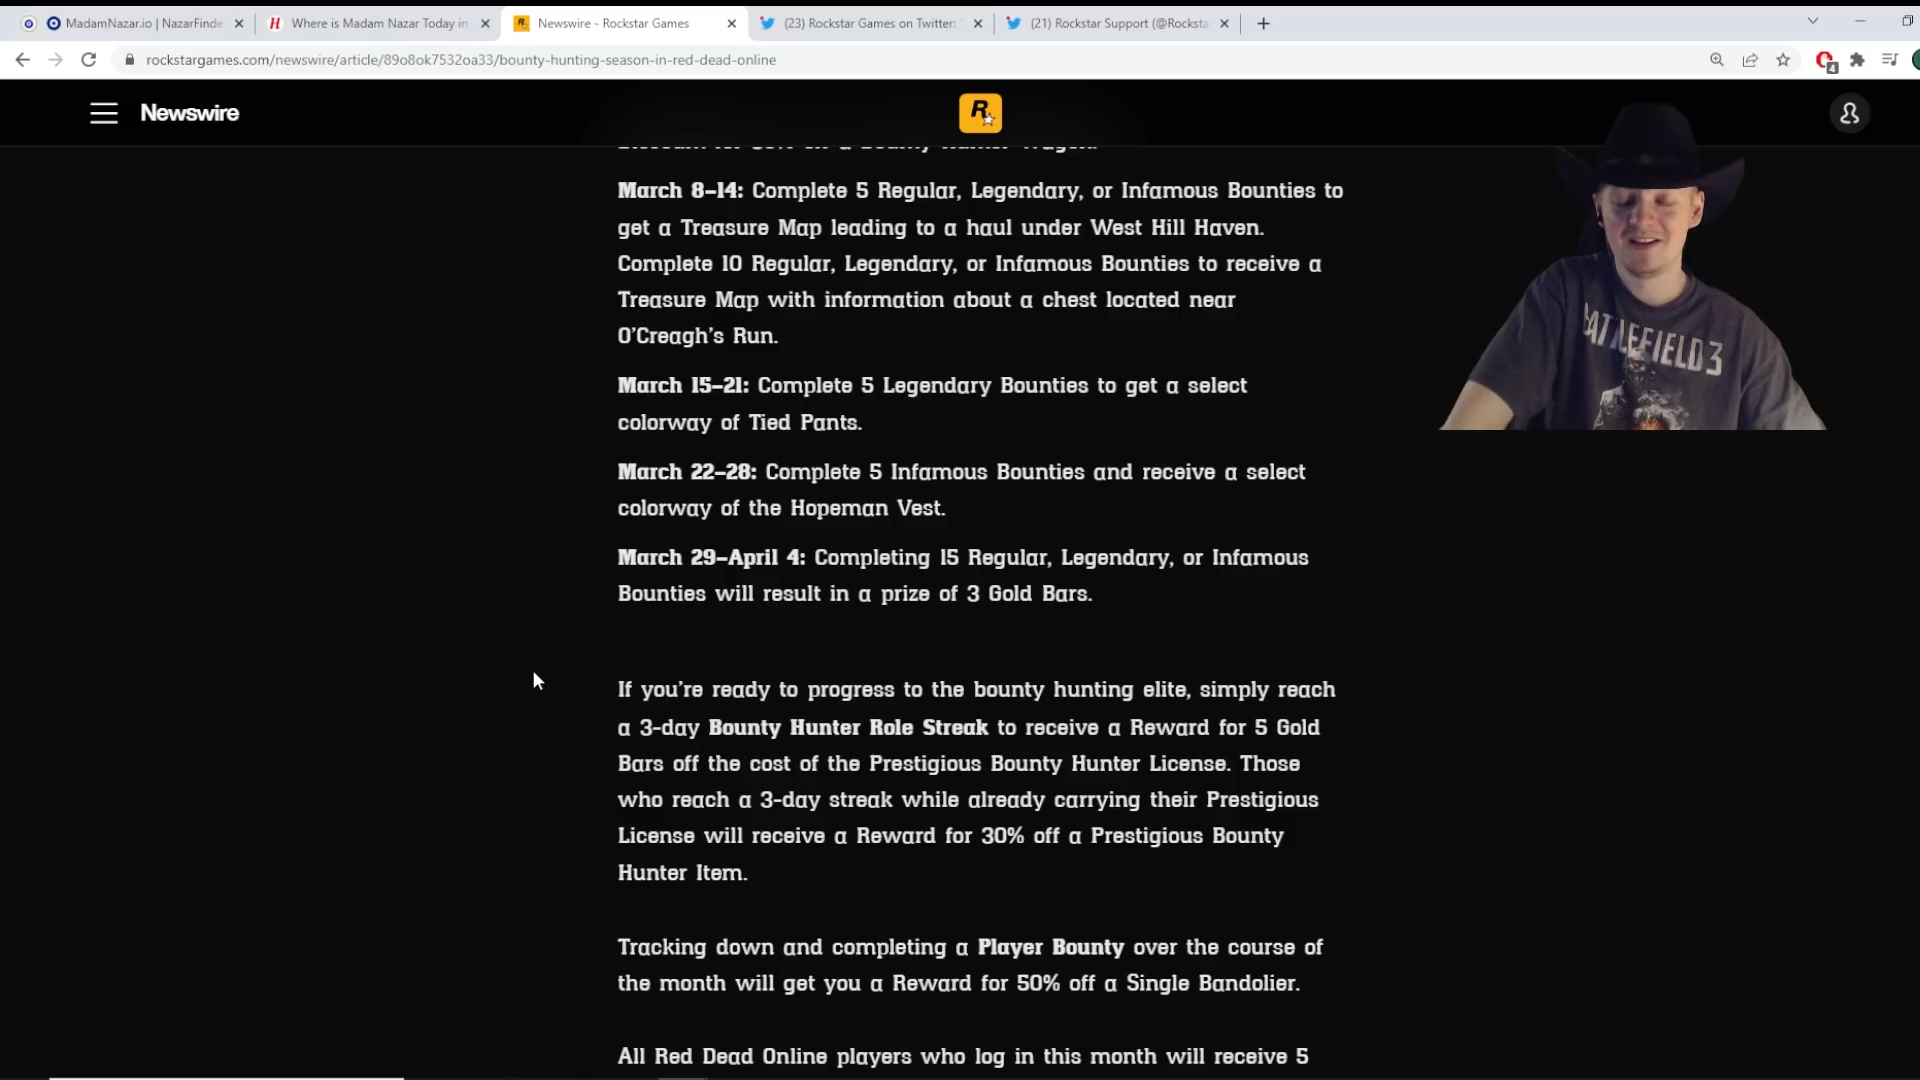 MadamNazar.io | NazarFinde
Where is Madam Nazar Today in
Newswire - Rockstar Games
(23) Rockstar Games on Twitter:
(21) Rockstar Support (@Rocksta
rockstargames.com/newswire/article/89o8ok7532oa33/bounty-hunting-season-in-red-dead-online
4
Newswire
R
March 8–14: Complete 5 Regular, Legendary, or Infamous Bounties to
get a Treasure Map leading to a haul under West Hill Haven.
Complete 10 Regular, Legendary, or Infamous Bounties to receive a
Treasure Map with information about a chest located near
O’Creagh’s Run.
BATTLEFIELD 3
March 15–21: Complete 5 Legendary Bounties to get a select
colorway of Tied Pants.
March 22–28: Complete 5 Infamous Bounties and receive a select
colorway of the Hopeman Vest.
March 29–April 4: Completing 15 Regular, Legendary, or Infamous
Bounties will result in a prize of 3 Gold Bars.
If you’re ready to progress to the bounty hunting elite, simply reach
a 3-day Bounty Hunter Role Streak to receive a Reward for 5 Gold
Bars off the cost of the Prestigious Bounty Hunter License. Those
who reach a 3-day streak while already carrying their Prestigious
License will receive a Reward for 30% off a Prestigious Bounty
Hunter Item.
Tracking down and completing a Player Bounty over the course of
the month will get you a Reward for 50% off a Single Bandolier.
All Red Dead Online players who log in this month will receive 5